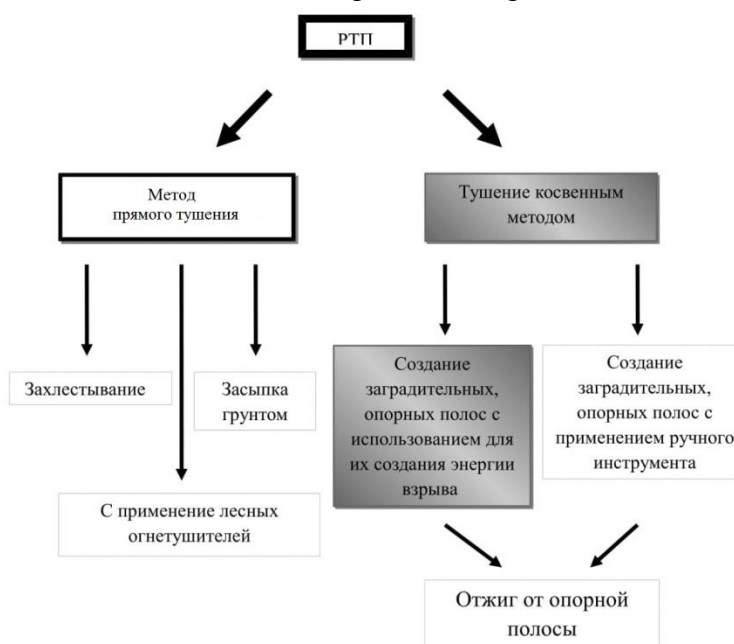 РТП
Метод
прямого тушения
Тушение косвенным
методом
Захлестывание
Засыпка
грунтом
С применение лесных
огнетушителей
Создание
заградительных,
опорных полос с
использованием для
их создания энергии
взрыва
Создание
заградительных,
опорных полос с
применением ручного
инструмента
Отжиг от опорной
полосы